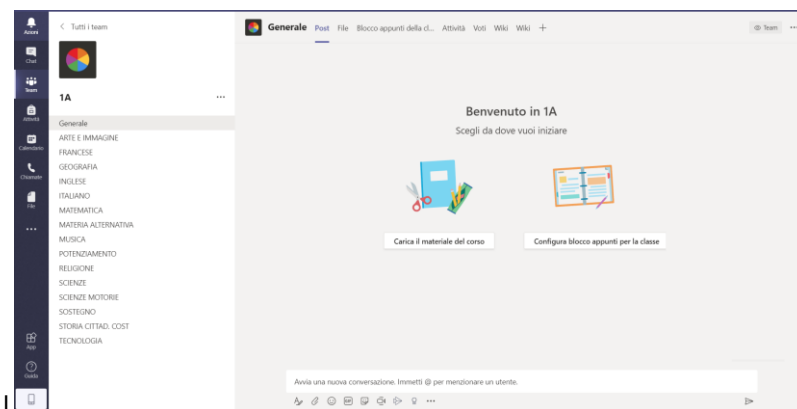 Azioni
Chat
Team
Attività
Calendario
Chiamate
File
App
Guida
Tutti i team
1A
Generale
ARTE E IMMAGINE
FRANCESE
GEOGRAFIA
INGLESE
ITALIANO
MATEMATICA
MATERIA ALTERNATIVA
MUSICA
POTENZIAMENTO
RELIGIONE
SCIENZE
SCIENZE MOTORIE
SOSTEGNO
STORIA CITTAD. COST
TECNOLOGIA
Generale Post File Blocco appunti della cl... Attività Voti Wiki Wiki + Team
Benvenuto in 1A
Scegli da dove vuoi iniziare
Carica il materiale del corso Configura blocco appunti per la classe
Avvia una nuova conversazione. Immetti @ per menzionare un utente.